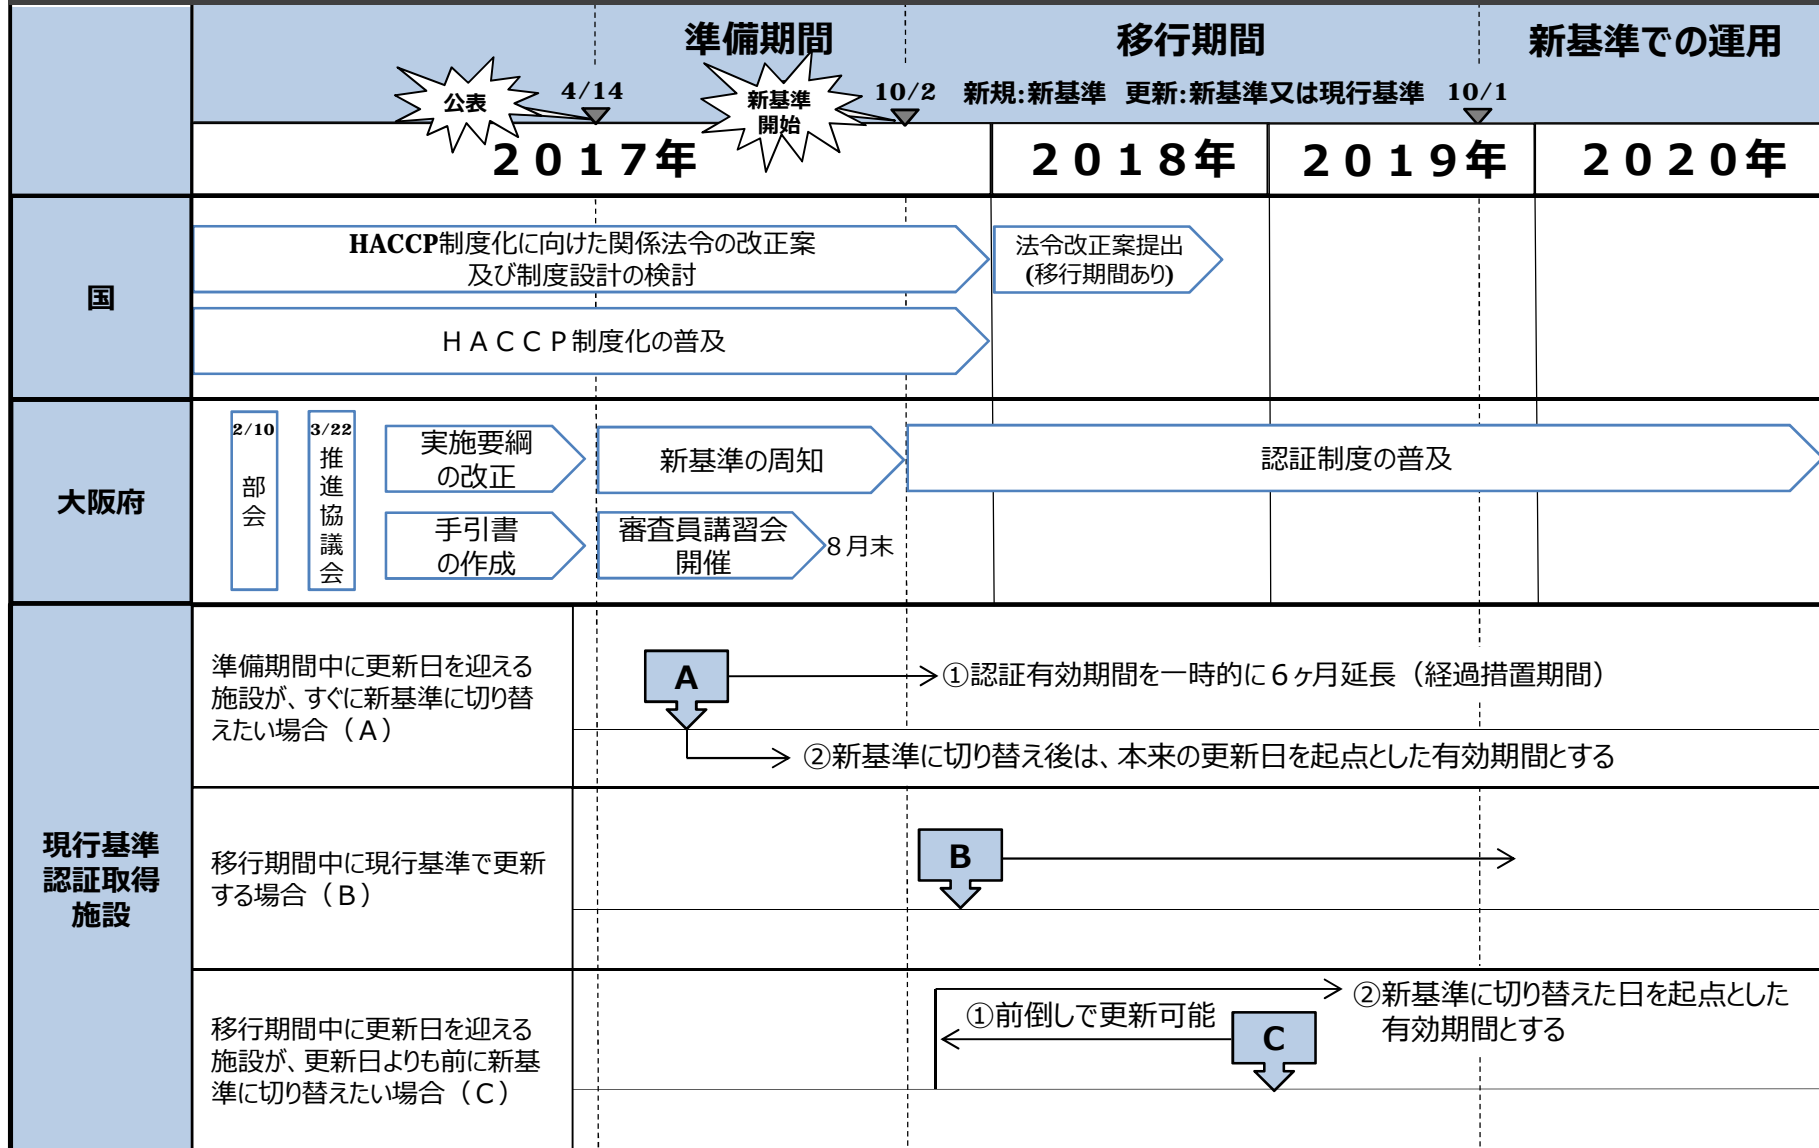 準備期間
移行期間
新基準での運用
公表
4/14
新基準
開始
10/2
新規:新基準 更新:新基準又は現行基準
10/1
２０１７年
２０１８年
２０１９年
２０２０年
国
HACCP制度化に向けた関係法令の改正案
及び制度設計の検討
法令改正案提出
(移行期間あり)
ＨＡＣＣＰ制度化の普及
大阪府
2/10
部会
3/22
推進協議会
実施要綱
の改正
新基準の周知
認証制度の普及
手引書
の作成
審査員講習会
開催
８月末
現行基準
認証取得
施設
準備期間中に更新日を迎える
施設が、すぐに新基準に切り替
えたい場合（Ａ）
A
①認証有効期間を一時的に６ヶ月延長（経過措置期間）
②新基準に切り替え後は、本来の更新日を起点とした有効期間とする
移行期間中に現行基準で更新
する場合（Ｂ）
B
移行期間中に更新日を迎える
施設が、更新日よりも前に新基
準に切り替えたい場合（Ｃ）
①前倒しで更新可能
C
②新基準に切り替えた日を起点とした
有効期間とする